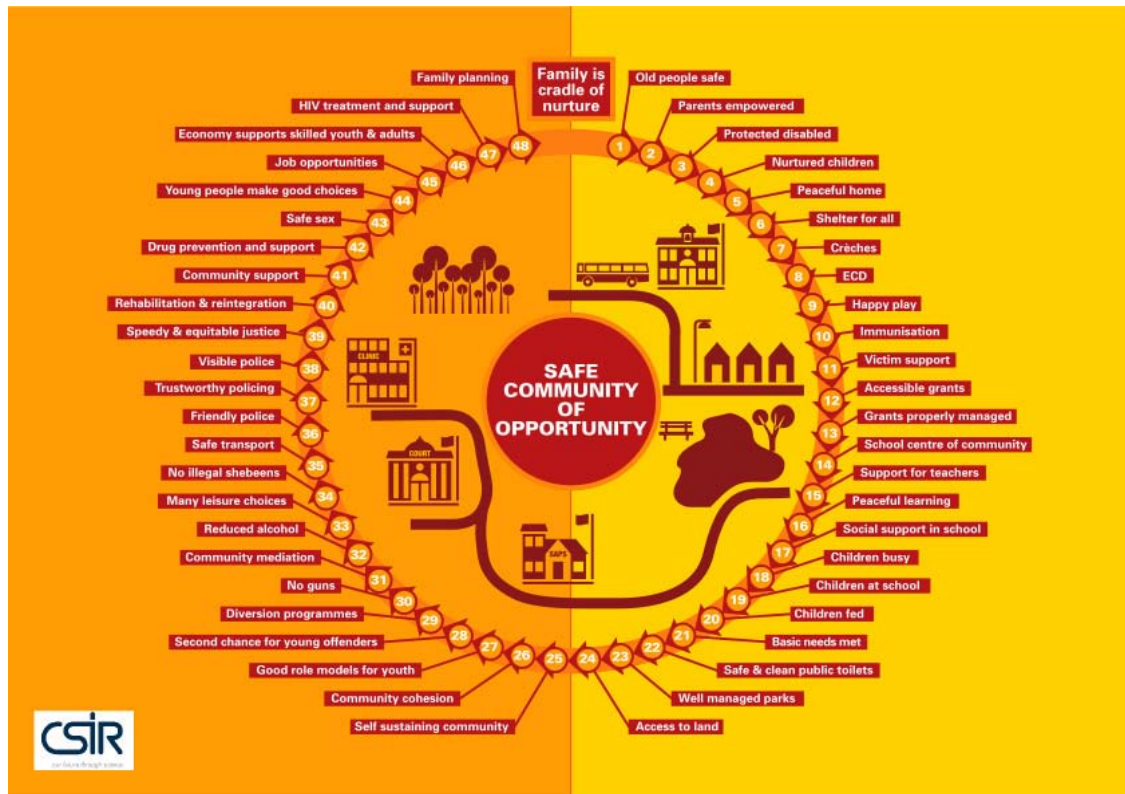 Family is
cradle of
nurture
1
Old people safe
2
Parents empowered
3
Protected disabled
4
Nurtured children
5
Peaceful home
6
Shelter for all
7
Crèches
8
ECD
9
Happy play
10
Immunisation
11
Victim support
12
Accessible grants
13
Grants properly managed
14
School centre of community
15
Support for teachers
16
Peaceful learning
17
Social support in school
18
Children busy
19
Children at school
20
Children fed
21
Basic needs met
22
Safe & clean public toilets
23
Well managed parks
24
Access to land
25
Self sustaining community
26
Community cohesion
27
Good role models for youth
28
Second chance for young offenders
29
Diversion programmes
30
No guns
31
Community mediation
32
Reduced alcohol
33
Many leisure choices
34
No illegal shebeens
35
Safe transport
36
Friendly police
37
Trustworthy policing
38
Visible police
39
Speedy & equitable justice
40
Rehabilitation & reintegration
41
Community support
42
Drug prevention and support
43
Safe sex
44
Young people make good choices
45
Job opportunities
46
Economy supports skilled youth & adults
47
HIV treatment and support
48
Family planning
SAFE
COMMUNITY
OF
OPPORTUNITY
CLINIC
COURT
SAPS
CSIR
our future through science